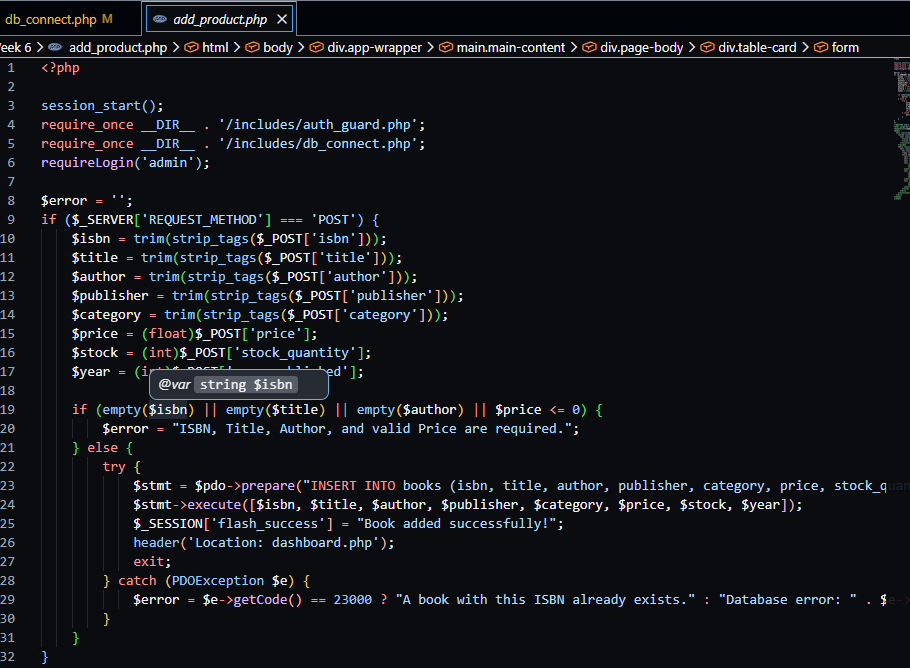 db_connect.php M
add_product.php ×
eek 6 > add_product.php > html > body > div.app-wrapper > main.main-content > div.page-body > div.table-card > form
1 <?php
2
3 session_start();
4 require_once __DIR__ . '/includes/auth_guard.php';
5 require_once __DIR__ . '/includes/db_connect.php';
6 requireLogin('admin');
7
8 $error = '';
9 if ($_SERVER['REQUEST_METHOD'] === 'POST') {
10 $isbn = trim(strip_tags($_POST['isbn']));
11 $title = trim(strip_tags($_POST['title']));
12 $author = trim(strip_tags($_POST['author']));
13 $publisher = trim(strip_tags($_POST['publisher']));
14 $category = trim(strip_tags($_POST['category']));
15 $price = (float)$_POST['price'];
16 $stock = (int)$_POST['stock_quantity'];
17 $year = (in ed'];
@var string $isbn
18
19 if (empty($isbn) || empty($title) || empty($author) || $price <= 0) {
20 $error = "ISBN, Title, Author, and valid Price are required.";
21 } else {
22 try {
23 $stmt = $pdo->prepare("INSERT INTO books (isbn, title, author, publisher, category, price, stock_quan
24 $stmt->execute([$isbn, $title, $author, $publisher, $category, $price, $stock, $year]);
25 $_SESSION['flash_success'] = "Book added successfully!";
26 header('Location: dashboard.php');
27 exit;
28 } catch (PDOException $e) {
29 $error = $e->getCode() == 23000 ? "A book with this ISBN already exists." : "Database error: " . $e->
30 }
31 }
32 }